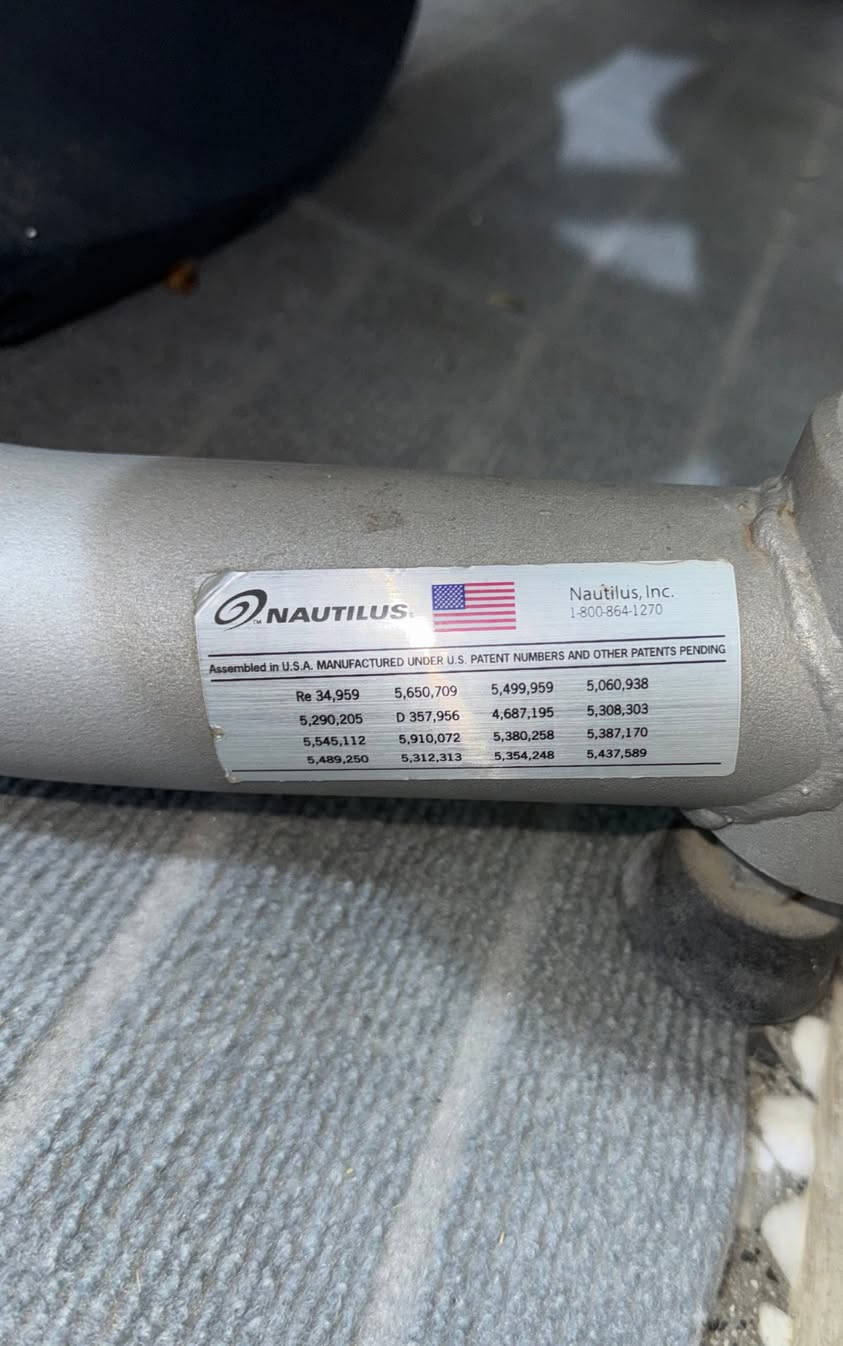 NAUTILUS
TM
Nautilus, Inc.
1-800-864-1270
Assembled in U.S.A. MANUFACTURED UNDER U.S. PATENT NUMBERS AND OTHER PATENTS PENDING
Re 34,959 5,650,709 5,499,959 5,060,938
5,290,205 D 357,956 4,687,195 5,308,303
5,545,112 5,910,072 5,380,258 5,387,170
5,489,250 5,312,313 5,354,248 5,437,589